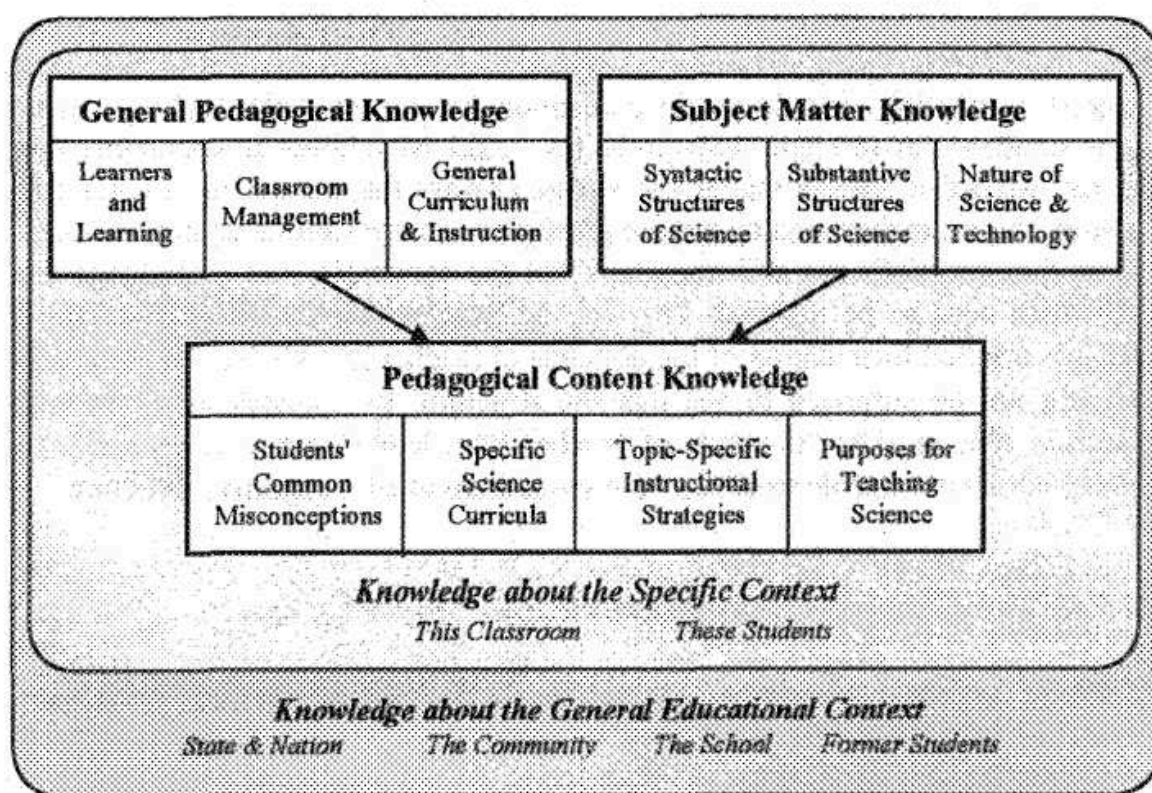 General Pedagogical Knowledge
Learners
and
Learning
Classroom
Management
General
Curriculum
& Instruction
Subject Matter Knowledge
Syntactic
Structures
of Science
Substantive
Structures
of Science
Nature of
Science &
Technology
Pedagogical Content Knowledge
Students'
Common
Misconceptions
Specific
Science
Curricula
Topic-Specific
Instructional
Strategies
Purposes for
Teaching
Science
Knowledge about the Specific Context
This Classroom These Students
Knowledge about the General Educational Context
State & Nation The Community The School Former Students